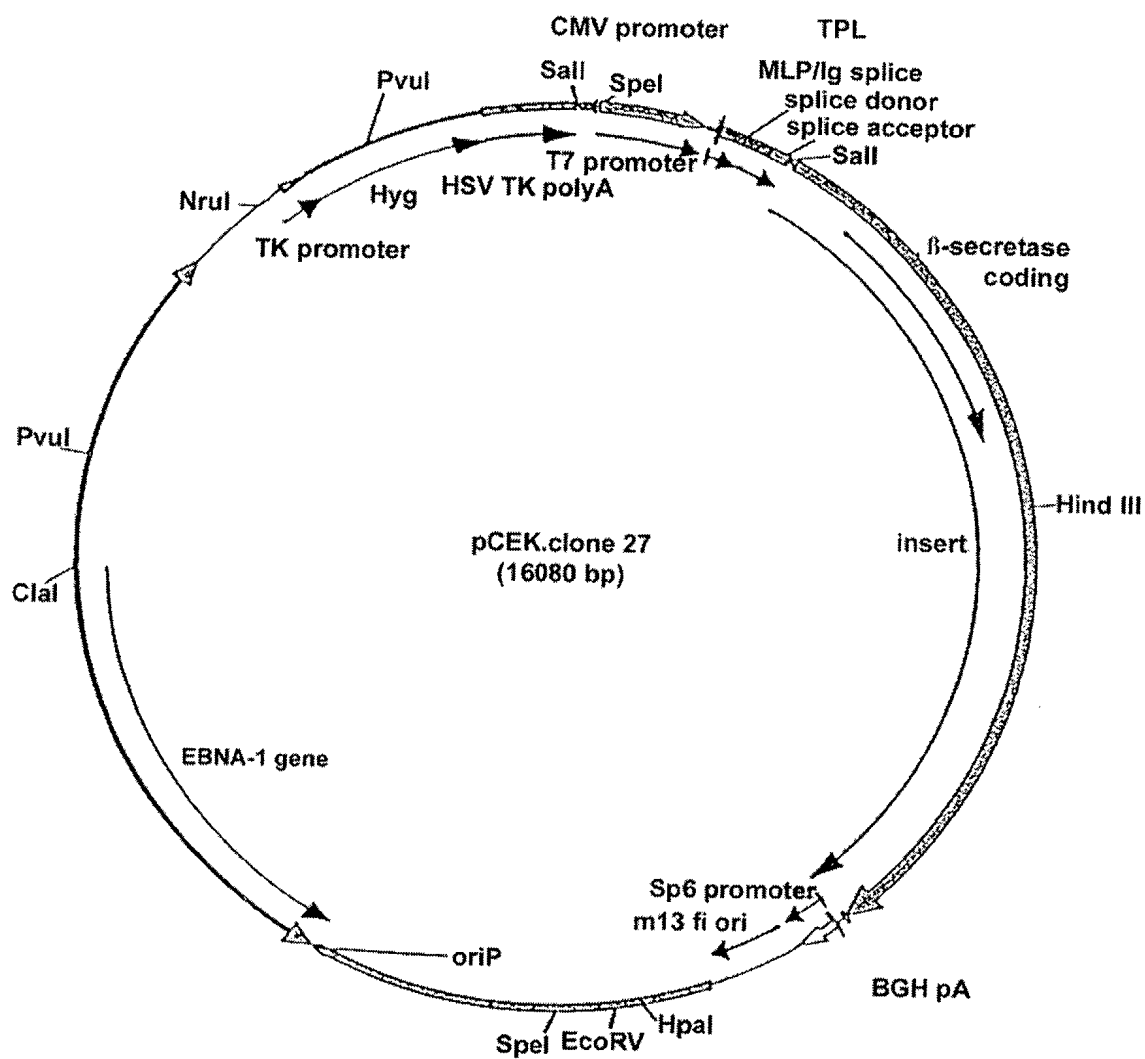 CMV promoter
TPL
PvuI
SalI
SpeI
MLP/Ig splice
splice donor
splice acceptor
SalI
T7 promoter
NruI
Hyg
HSV TK polyA
TK promoter
ß-secretase
coding
PvuI
Hind III
pCEK.clone 27
(16080 bp)
insert
ClaI
EBNA-1 gene
Sp6 promoter
m13 fi ori
oriP
BGH pA
HpaI
EcoRV
SpeI